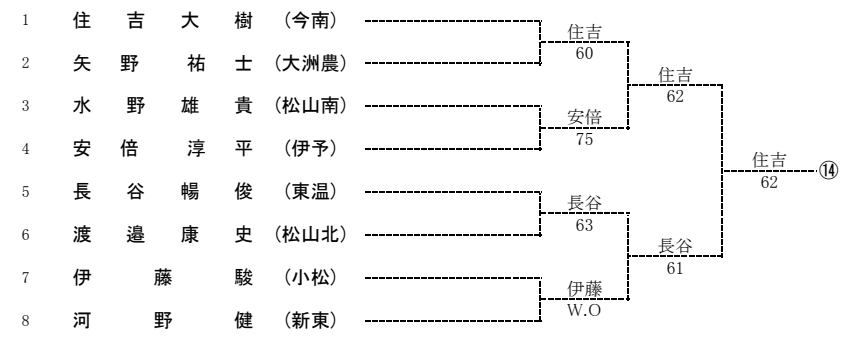 1 住吉大樹 （今南）
住吉
60
2 矢野 祐士 （大洲農）
住吉
62
3 水野雄貴 （松山南）
安倍
75
4 安倍 淳平 （伊予）
住吉
62
⑭
5 長谷暢俊 （東温）
長谷
63
6 渡邉康史 （松山北）
長谷
61
7 伊藤駿 （小松）
伊藤
W.O
8 河野健 （新東）